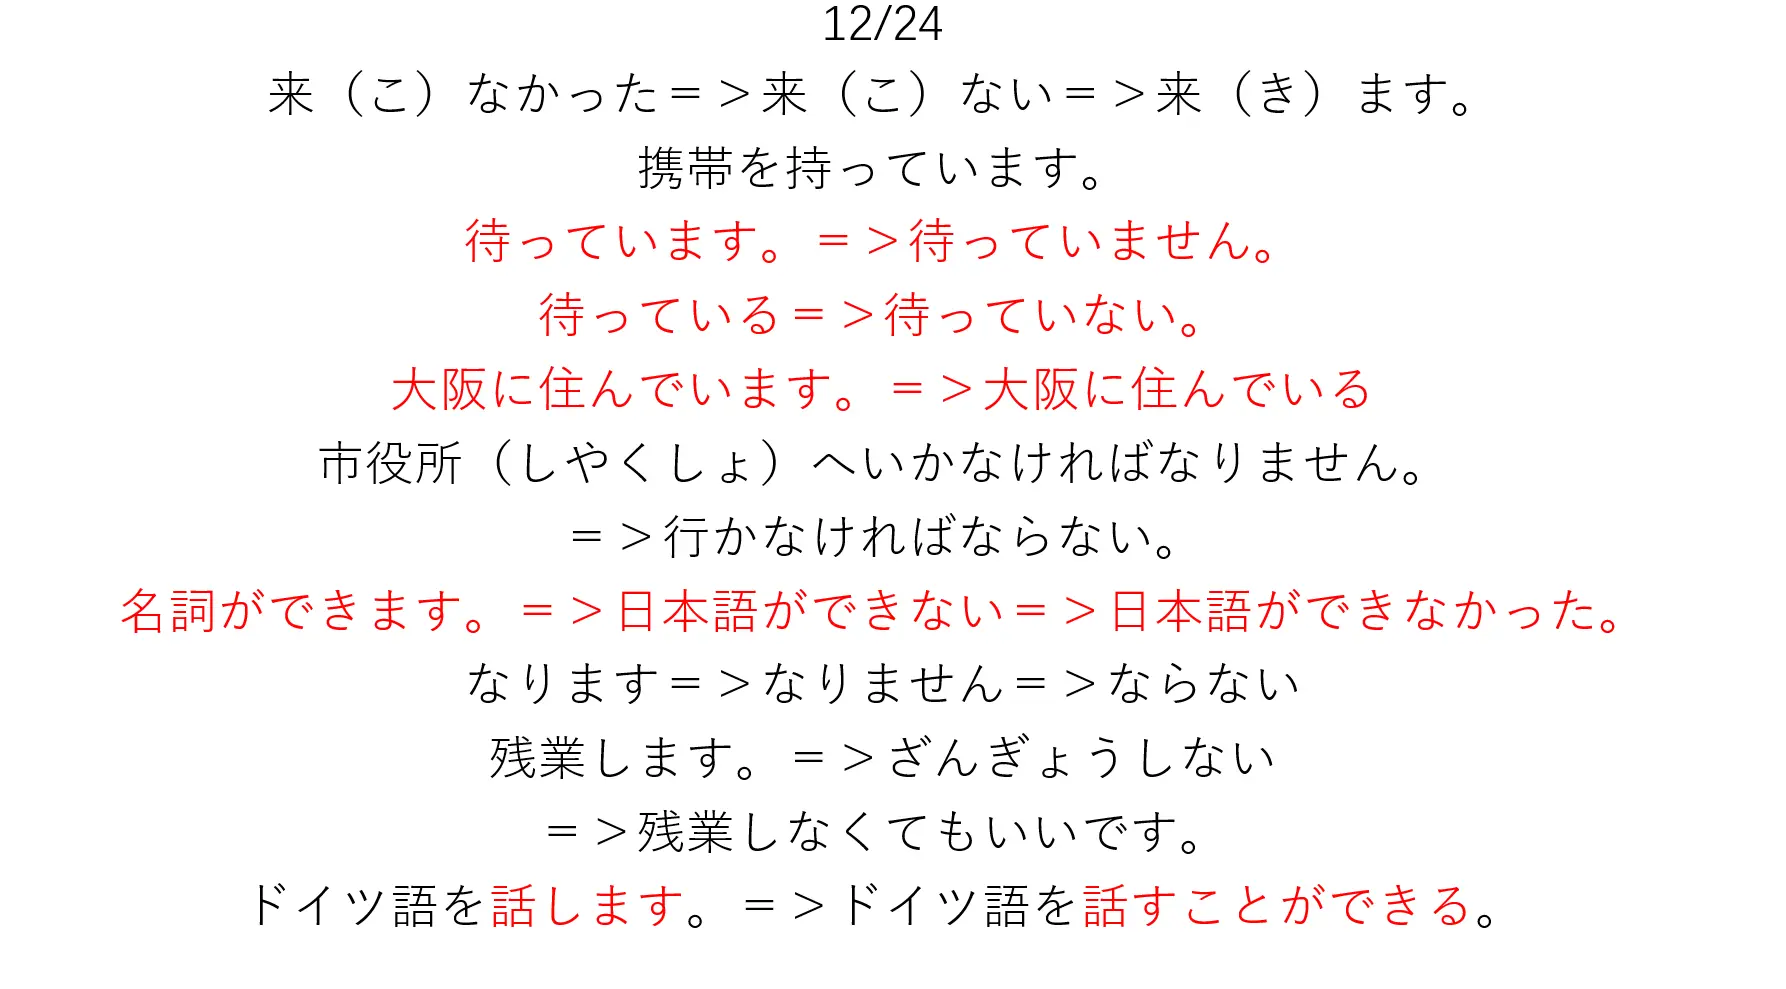 12/24
来（こ）なかった＝＞来（こ）ない＝＞来（き）ます。
携帯を持っています。
待っています。＝＞待っていません。
待っている＝＞待っていない。
大阪に住んでいます。＝＞大阪に住んでいる
市役所（しやくしょ）へいかなければなりません。
＝＞行かなければならない。
名詞ができます。＝＞日本語ができない＝＞日本語ができなかった。
なります＝＞なりません＝＞ならない
残業します。＝＞ざんぎょうしない
＝＞残業しなくてもいいです。
ドイツ語を話します。＝＞ドイツ語を話すことができる。